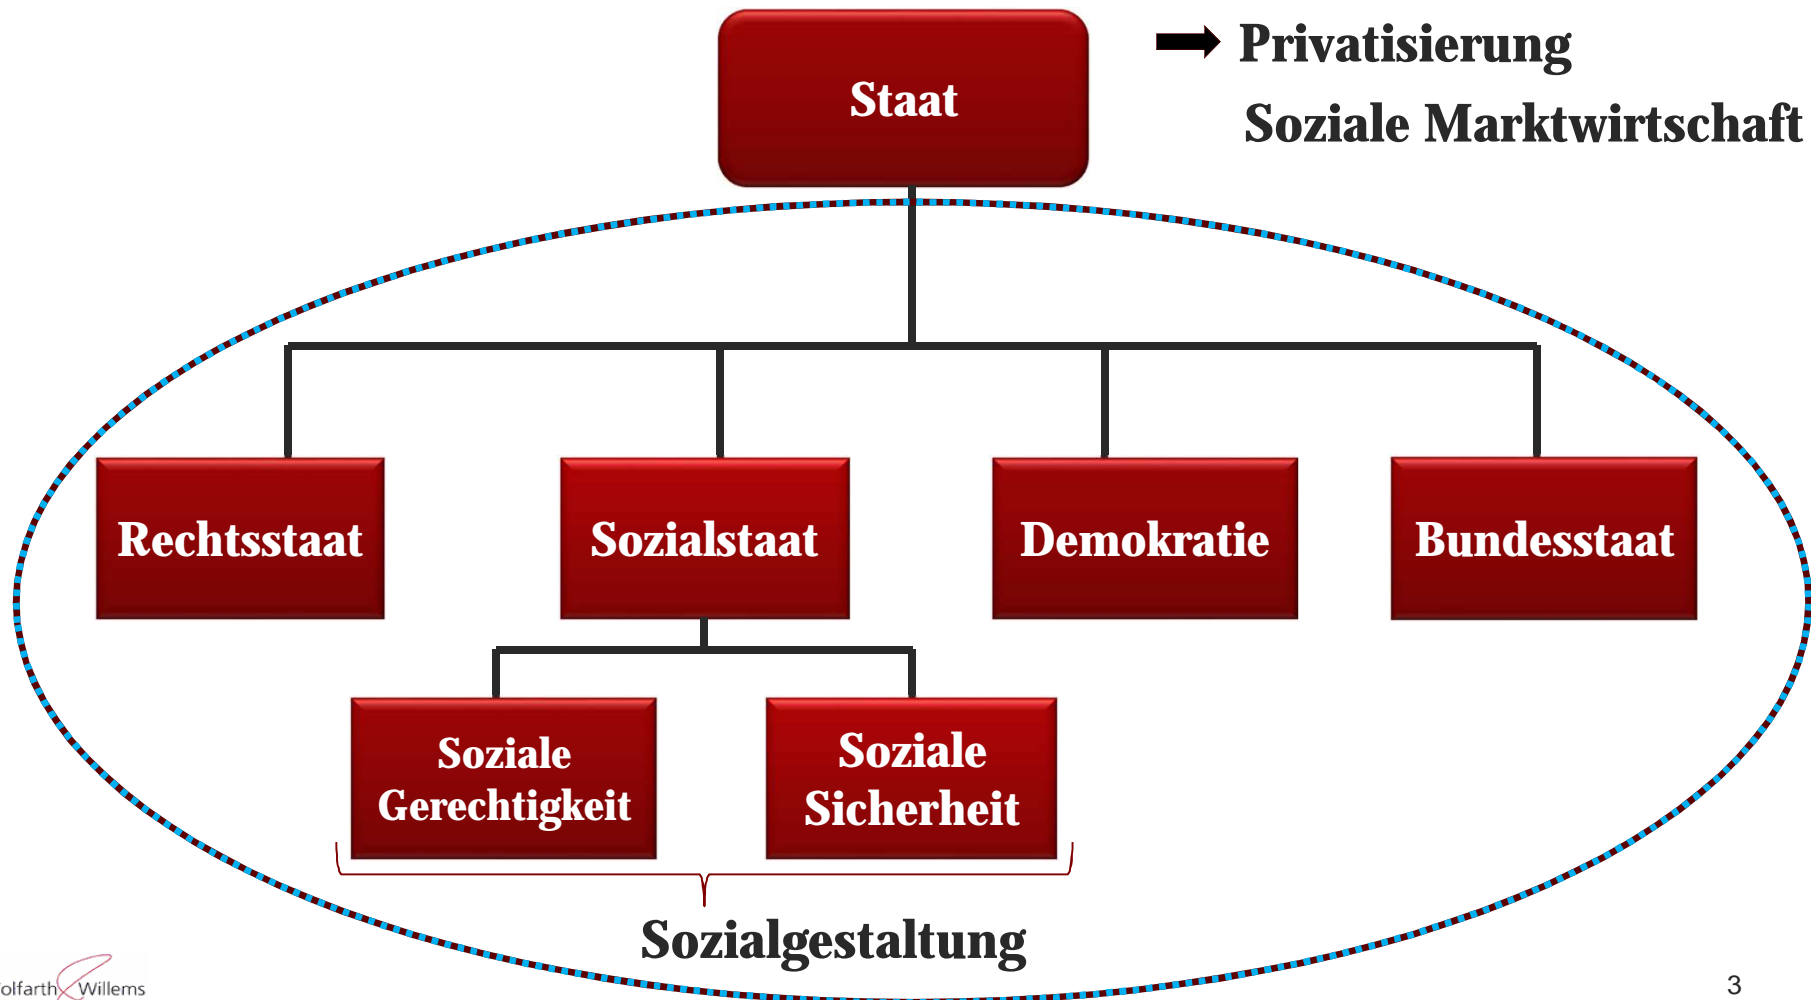 Staat
Privatisierung
Soziale Marktwirtschaft
Rechtsstaat
Sozialstaat
Demokratie
Bundesstaat
Soziale
Gerechtigkeit
Soziale
Sicherheit
Sozialgestaltung
olfarth Willems
3